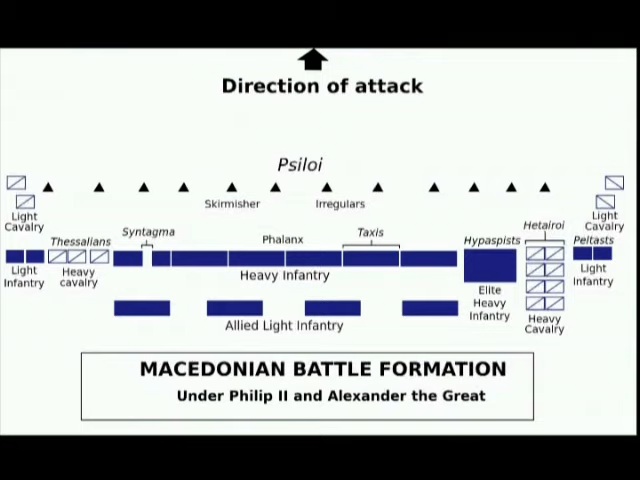 Direction of attack
Psiloi
Skirmisher
Irregulars
Light
Cavalry
Light
Cavalry
Thessalians
Syntagma
Phalanx
Taxis
Hypaspists
Hetairoi
Peltasts
Light
Infantry
Heavy
cavalry
Heavy Infantry
Elite
Heavy
Infantry
Heavy
Cavalry
Light
Infantry
Allied Light Infantry
MACEDONIAN BATTLE FORMATION
Under Philip II and Alexander the Great